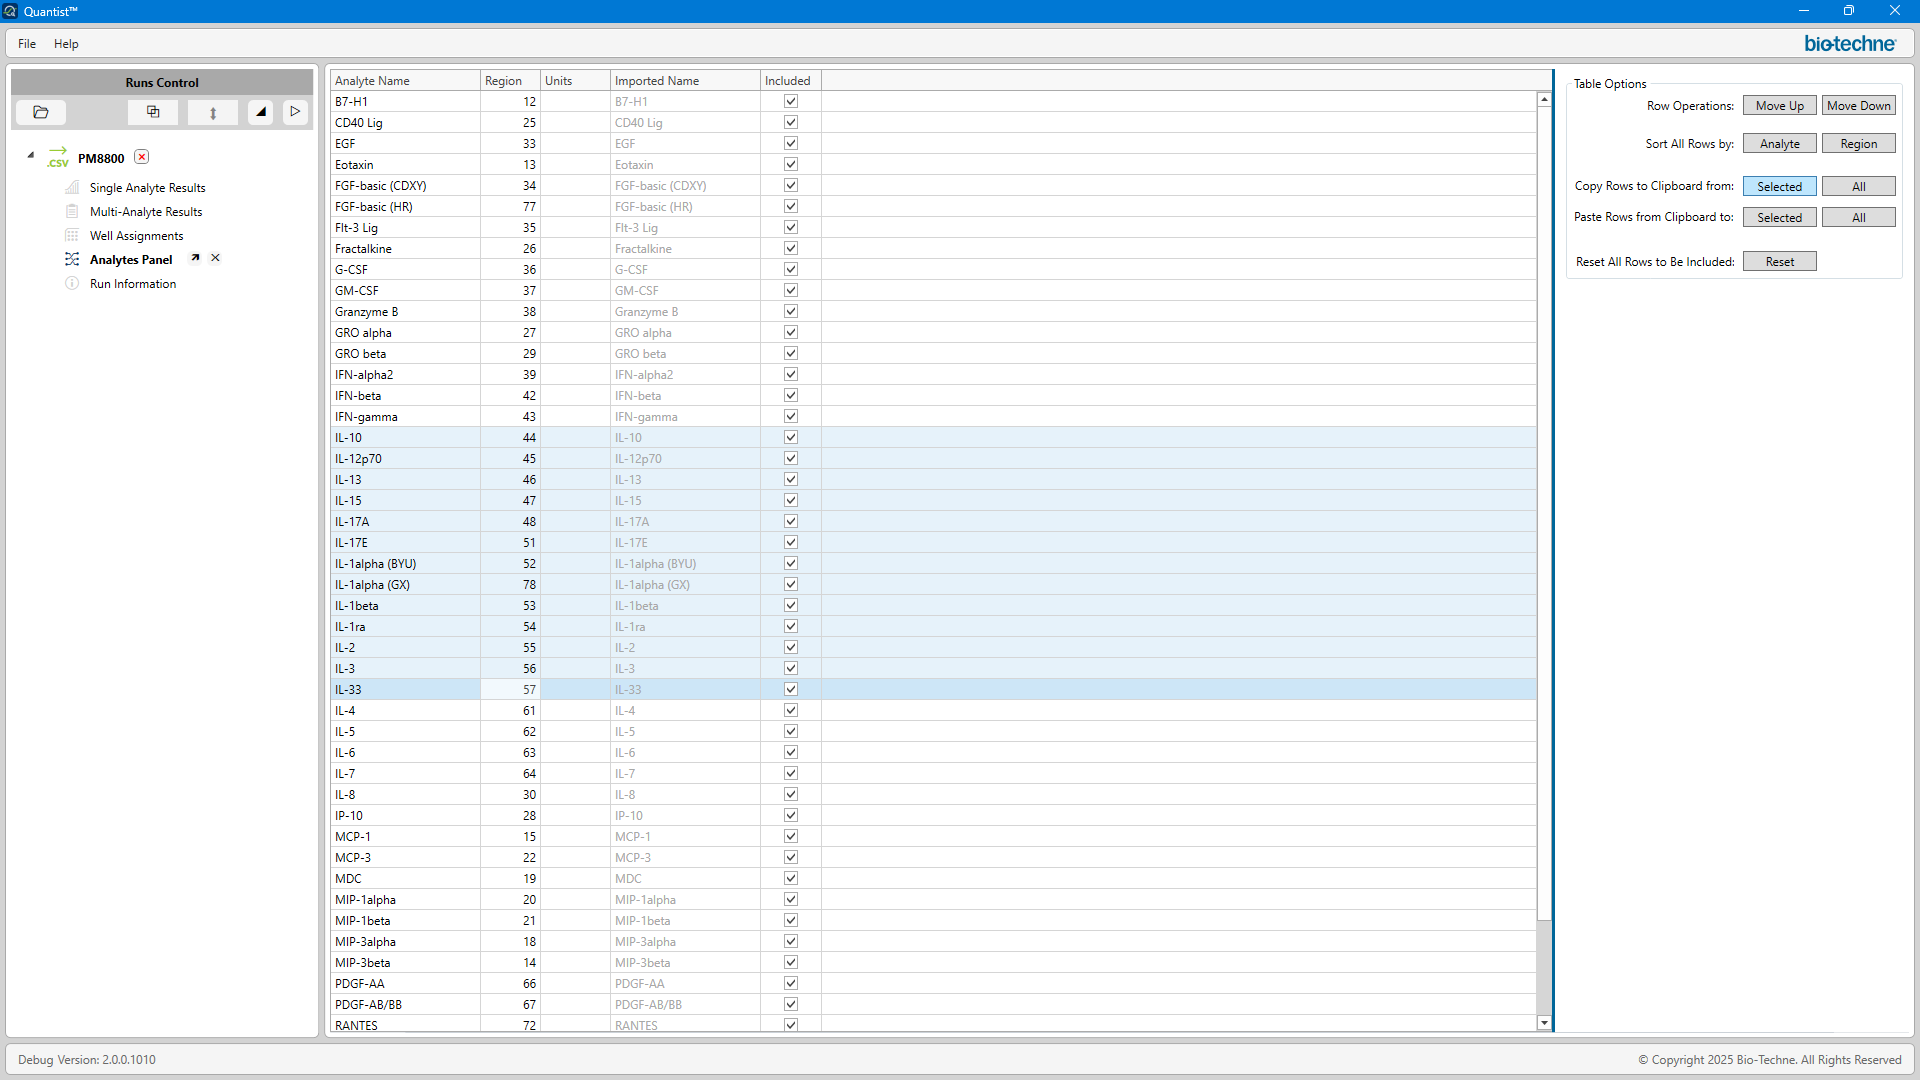 Quantist™
File Help
bio-techne
Runs Control
.CSV PM8800
Single Analyte Results
Multi-Analyte Results
Well Assignments
Analytes Panel
Run Information
Analyte Name Region Units Imported Name Included
B7-H1 12 B7-H1
CD40 Lig 25 CD40 Lig
EGF 33 EGF
Eotaxin 13 Eotaxin
FGF-basic (CDXY) 34 FGF-basic (CDXY)
FGF-basic (HR) 77 FGF-basic (HR)
Flt-3 Lig 35 Flt-3 Lig
Fractalkine 26 Fractalkine
G-CSF 36 G-CSF
GM-CSF 37 GM-CSF
Granzyme B 38 Granzyme B
GRO alpha 27 GRO alpha
GRO beta 29 GRO beta
IFN-alpha2 39 IFN-alpha2
IFN-beta 42 IFN-beta
IFN-gamma 43 IFN-gamma
IL-10 44 IL-10
IL-12p70 45 IL-12p70
IL-13 46 IL-13
IL-15 47 IL-15
IL-17A 48 IL-17A
IL-17E 51 IL-17E
IL-1alpha (BYU) 52 IL-1alpha (BYU)
IL-1alpha (GX) 78 IL-1alpha (GX)
IL-1beta 53 IL-1beta
IL-1ra 54 IL-1ra
IL-2 55 IL-2
IL-3 56 IL-3
IL-33 57 IL-33
IL-4 61 IL-4
IL-5 62 IL-5
IL-6 63 IL-6
IL-7 64 IL-7
IL-8 30 IL-8
IP-10 28 IP-10
MCP-1 15 MCP-1
MCP-3 22 MCP-3
MDC 19 MDC
MIP-1alpha 20 MIP-1alpha
MIP-1beta 21 MIP-1beta
MIP-3alpha 18 MIP-3alpha
MIP-3beta 14 MIP-3beta
PDGF-AA 66 PDGF-AA
PDGF-AB/BB 67 PDGF-AB/BB
RANTES 72 RANTES
Table Options
Row Operations: Move Up Move Down
Sort All Rows by: Analyte Region
Copy Rows to Clipboard from: Selected All
Paste Rows from Clipboard to: Selected All
Reset All Rows to Be Included: Reset
Debug Version: 2.0.0.1010
© Copyright 2025 Bio-Techne. All Rights Reserved